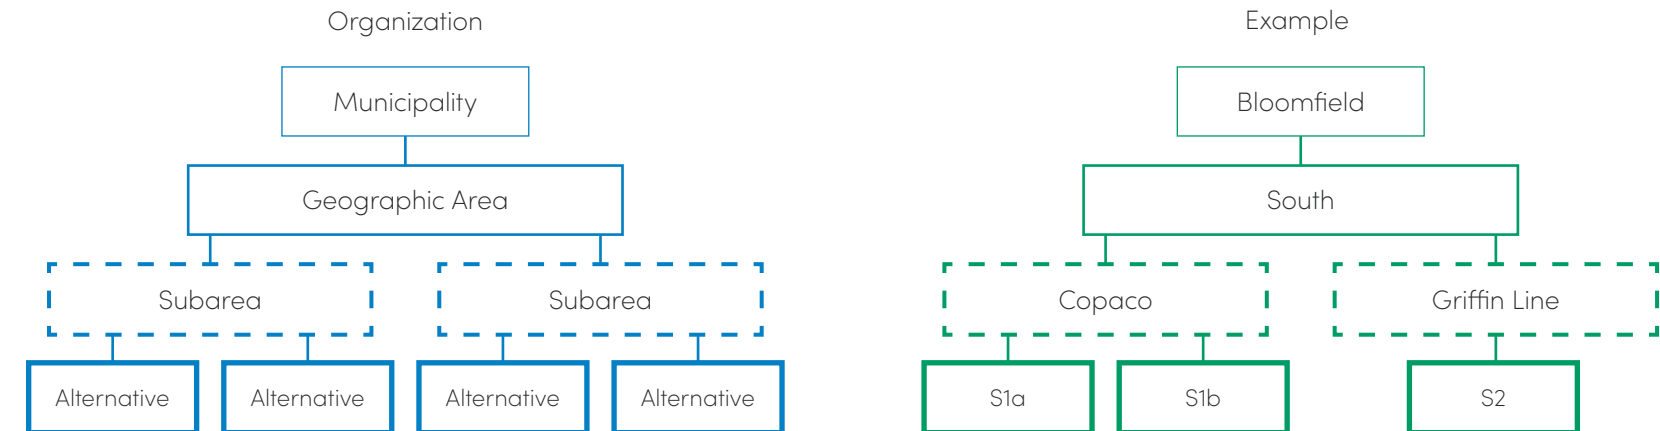 Organization
Municipality
Geographic Area
Subarea
Subarea
Alternative
Alternative
Alternative
Alternative
Example
Bloomfield
South
Copaco
Griffin Line
S1a
S1b
S2